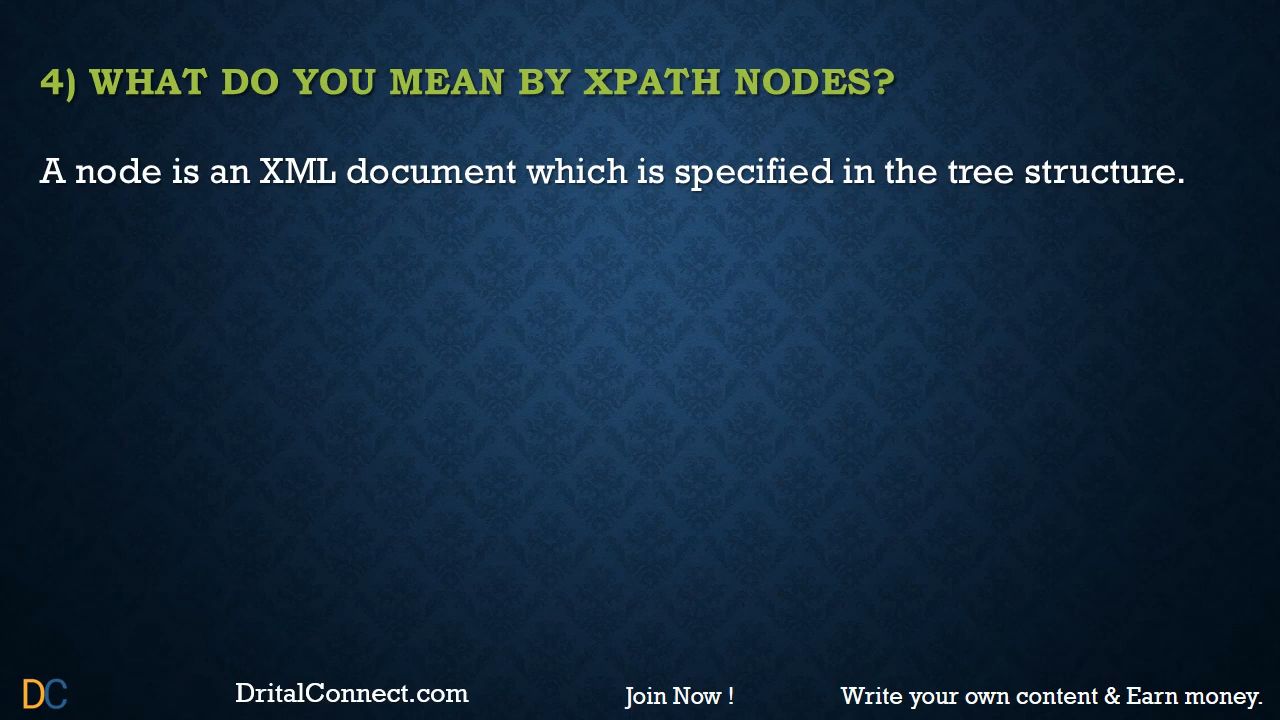 4) WHAT DO YOU MEAN BY XPATH NODES?
A node is an XML document which is specified in the tree structure.
DC
DritalConnect.com
Join Now !
Write your own content & Earn money.